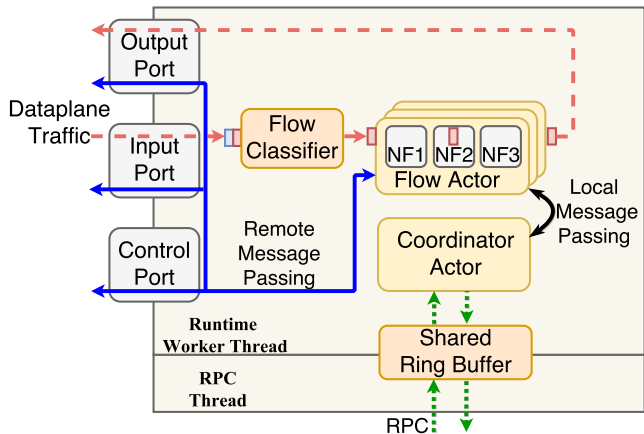 Output
Port
Dataplane
Traffic
Input
Port
Control
Port
Flow
Classifier
NF1
NF2
NF3
Flow Actor
Local
Message
Passing
Remote
Message
Passing
Coordinator
Actor
Runtime
Worker Thread
Shared
Ring Buffer
RPC
Thread
RPC